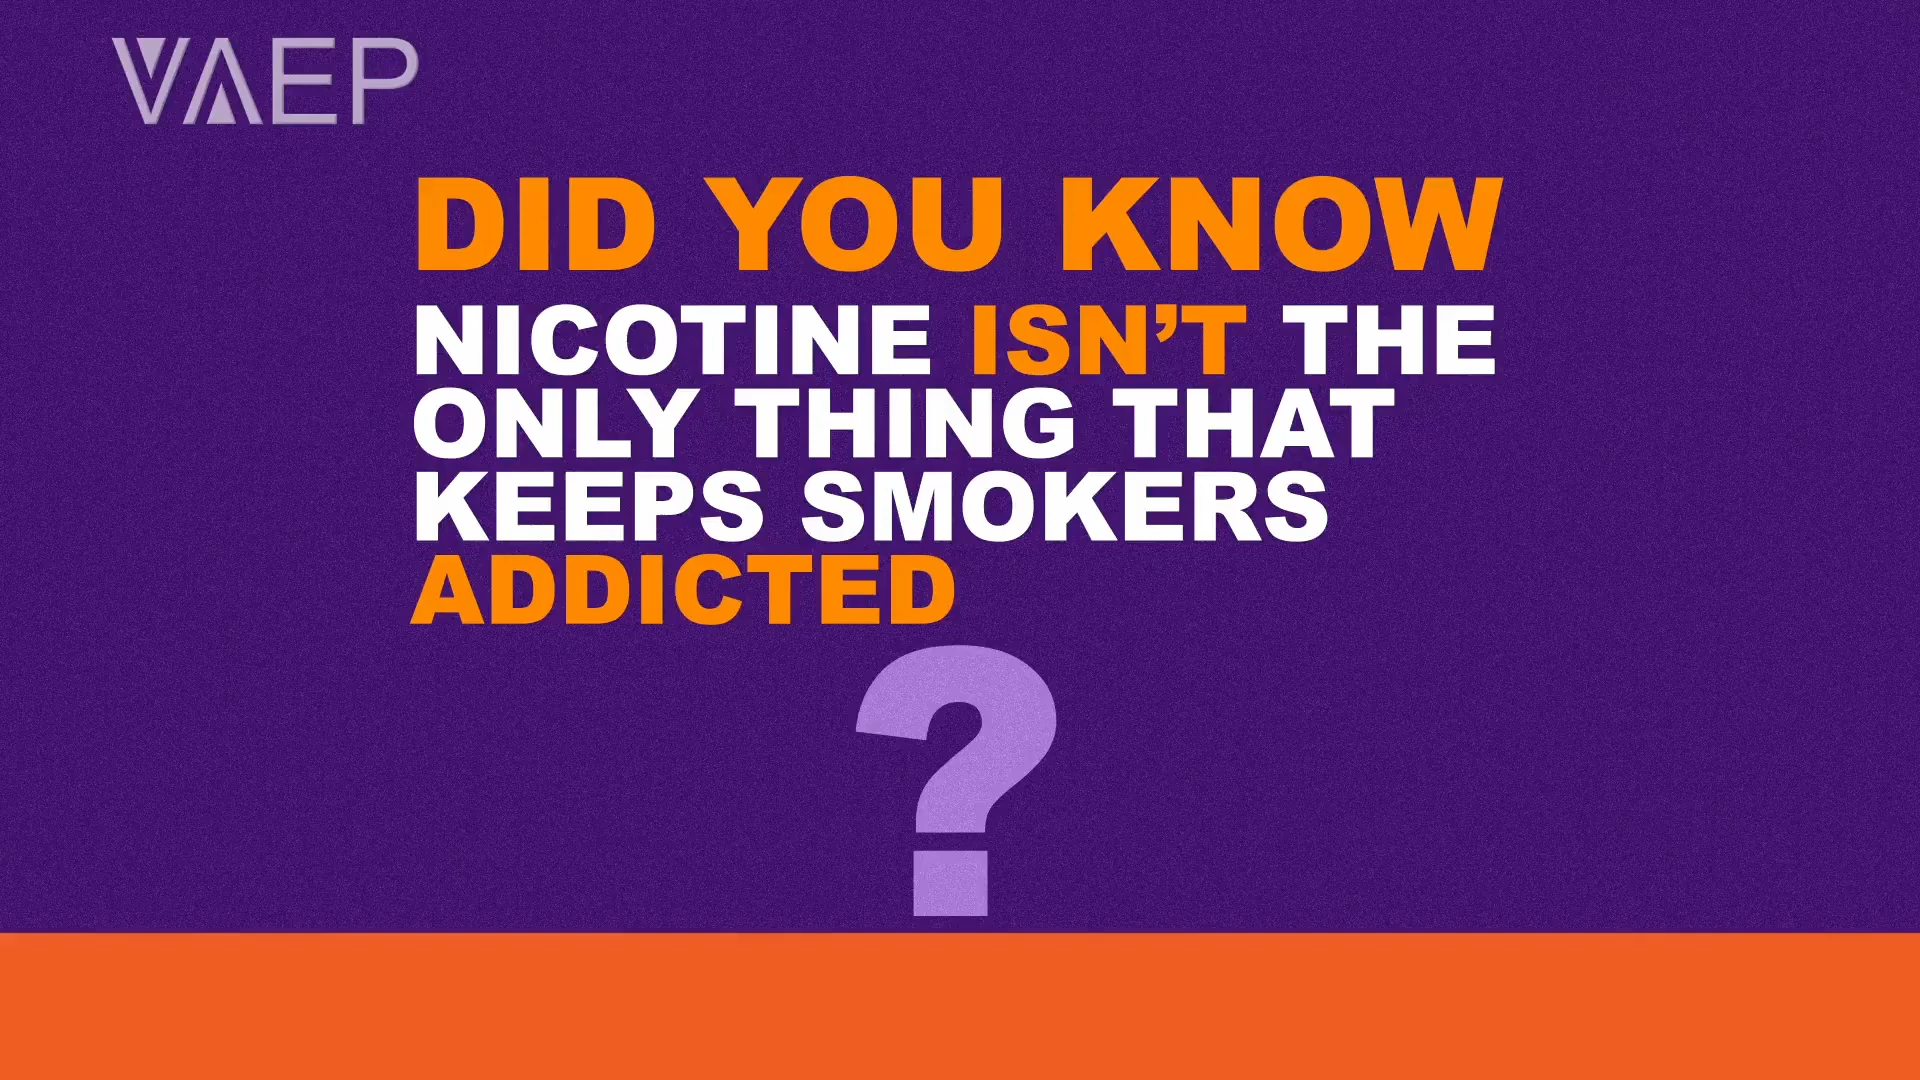 VAEP
DID YOU KNOW
NICOTINE ISN’T THE
ONLY THING THAT
KEEPS SMOKERS
ADDICTED
?